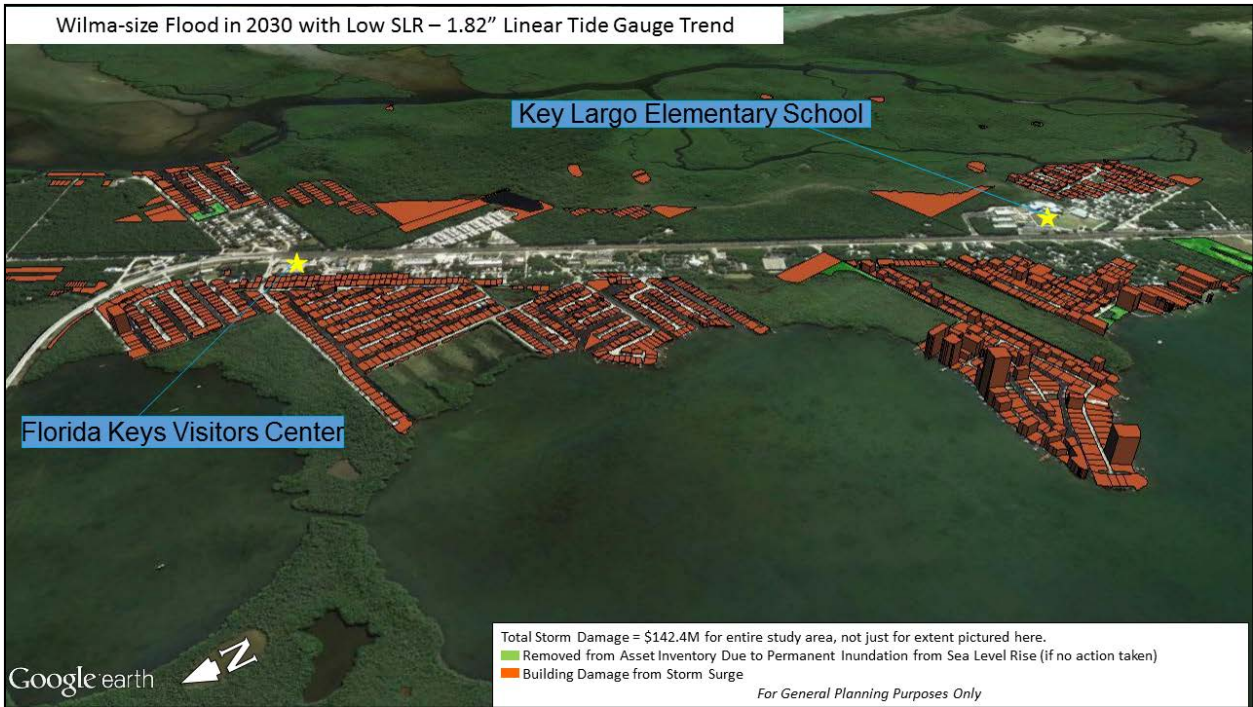 Wilma-size Flood in 2030 with Low SLR – 1.82” Linear Tide Gauge Trend
Key Largo Elementary School
Florida Keys Visitors Center
Total Storm Damage = $142.4M for entire study area, not just for extent pictured here.
Removed from Asset Inventory Due to Permanent Inundation from Sea Level Rise (if no action taken)
Building Damage from Storm Surge
For General Planning Purposes Only
Google earth
N